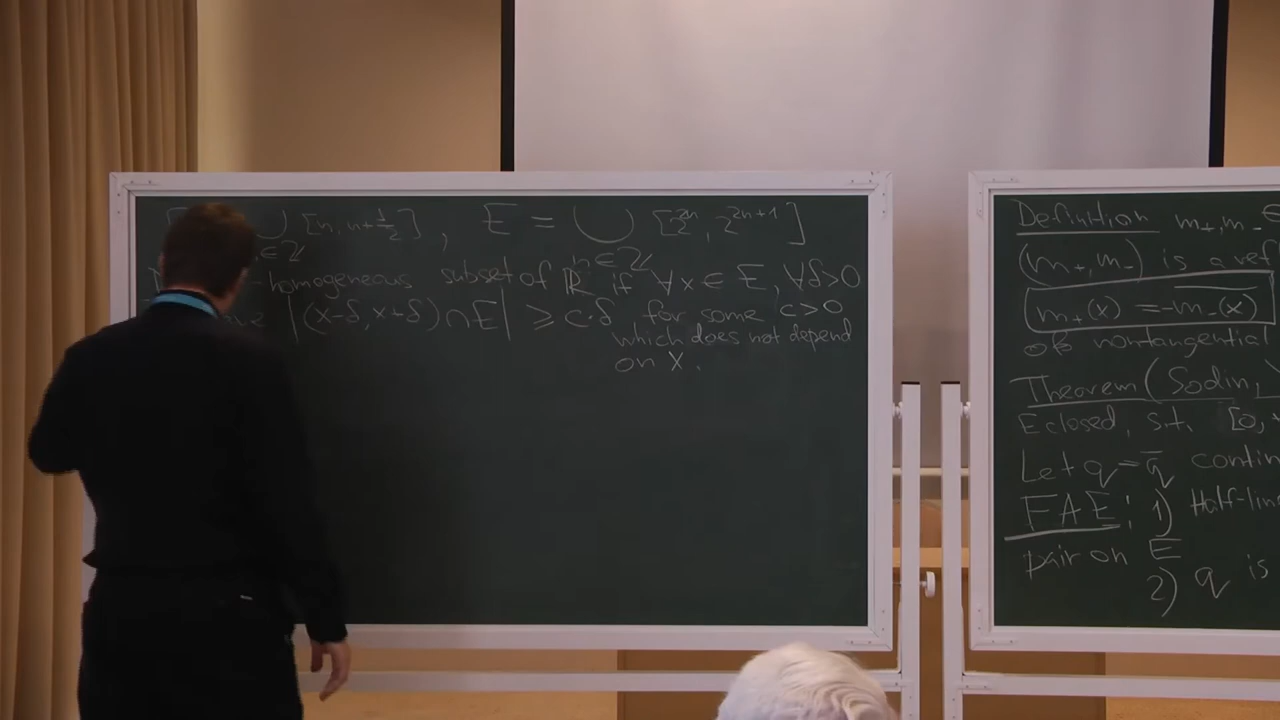 ∪ [n, n+1/2], E = ∪ [2^{2n}, 2^{2n+1}]
n∈ℤ n∈ℤ
-homogeneous subset of ℝ if ∀x∈E, ∀δ>0
|(x-δ, x+δ)∩E| ≥ c·δ for some c>0
which does not depend
on x.
Definition m₊, m₋ ∈
(m₊, m₋) is a
m₊(x) = -\overline{m₋(x)}
of nontangential
Theorem (Sodin,
E closed, s.t. [0,
Let q = \overline{q} contin
FAE: 1) Half-lin
pair on E
2) q is